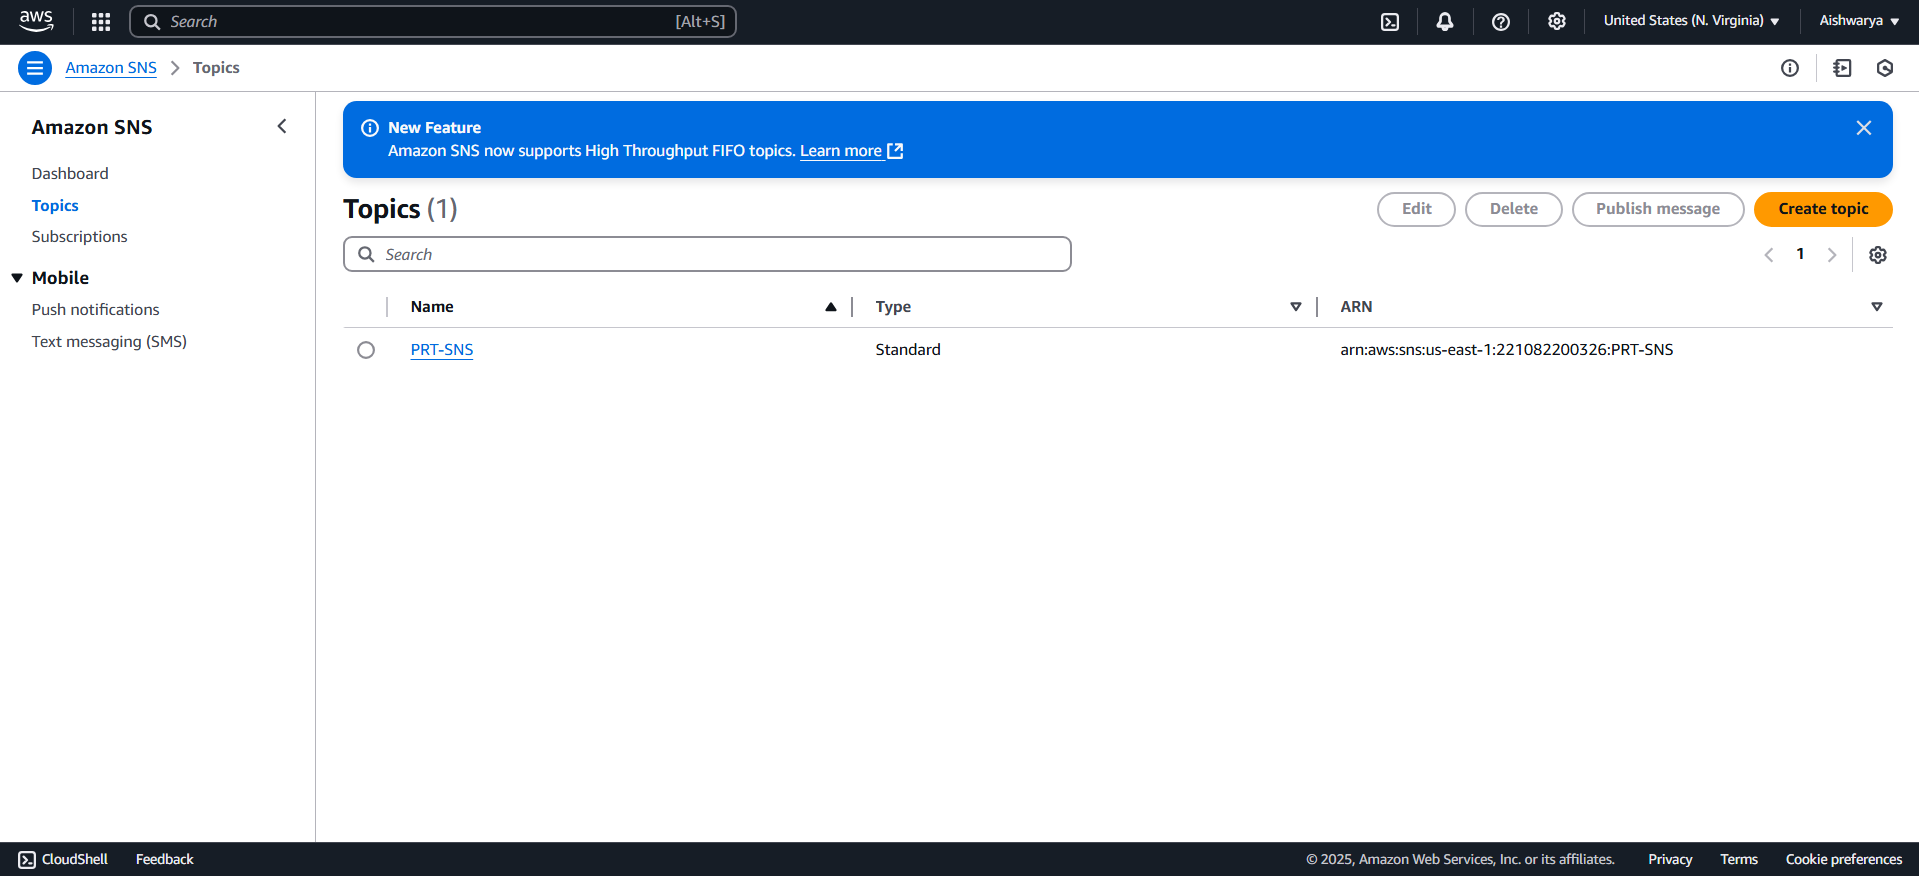 aws
Search [Alt+S]
United States (N. Virginia)
Aishwarya
Amazon SNS
Topics
Amazon SNS
Dashboard
Topics
Subscriptions
Mobile
Push notifications
Text messaging (SMS)
New Feature
Amazon SNS now supports High Throughput FIFO topics. Learn more
Topics (1)
Edit
Delete
Publish message
Create topic
Search
1
Name Type ARN
PRT-SNS Standard arn:aws:sns:us-east-1:221082200326:PRT-SNS
CloudShell
Feedback
© 2025, Amazon Web Services, Inc. or its affiliates.
Privacy
Terms
Cookie preferences